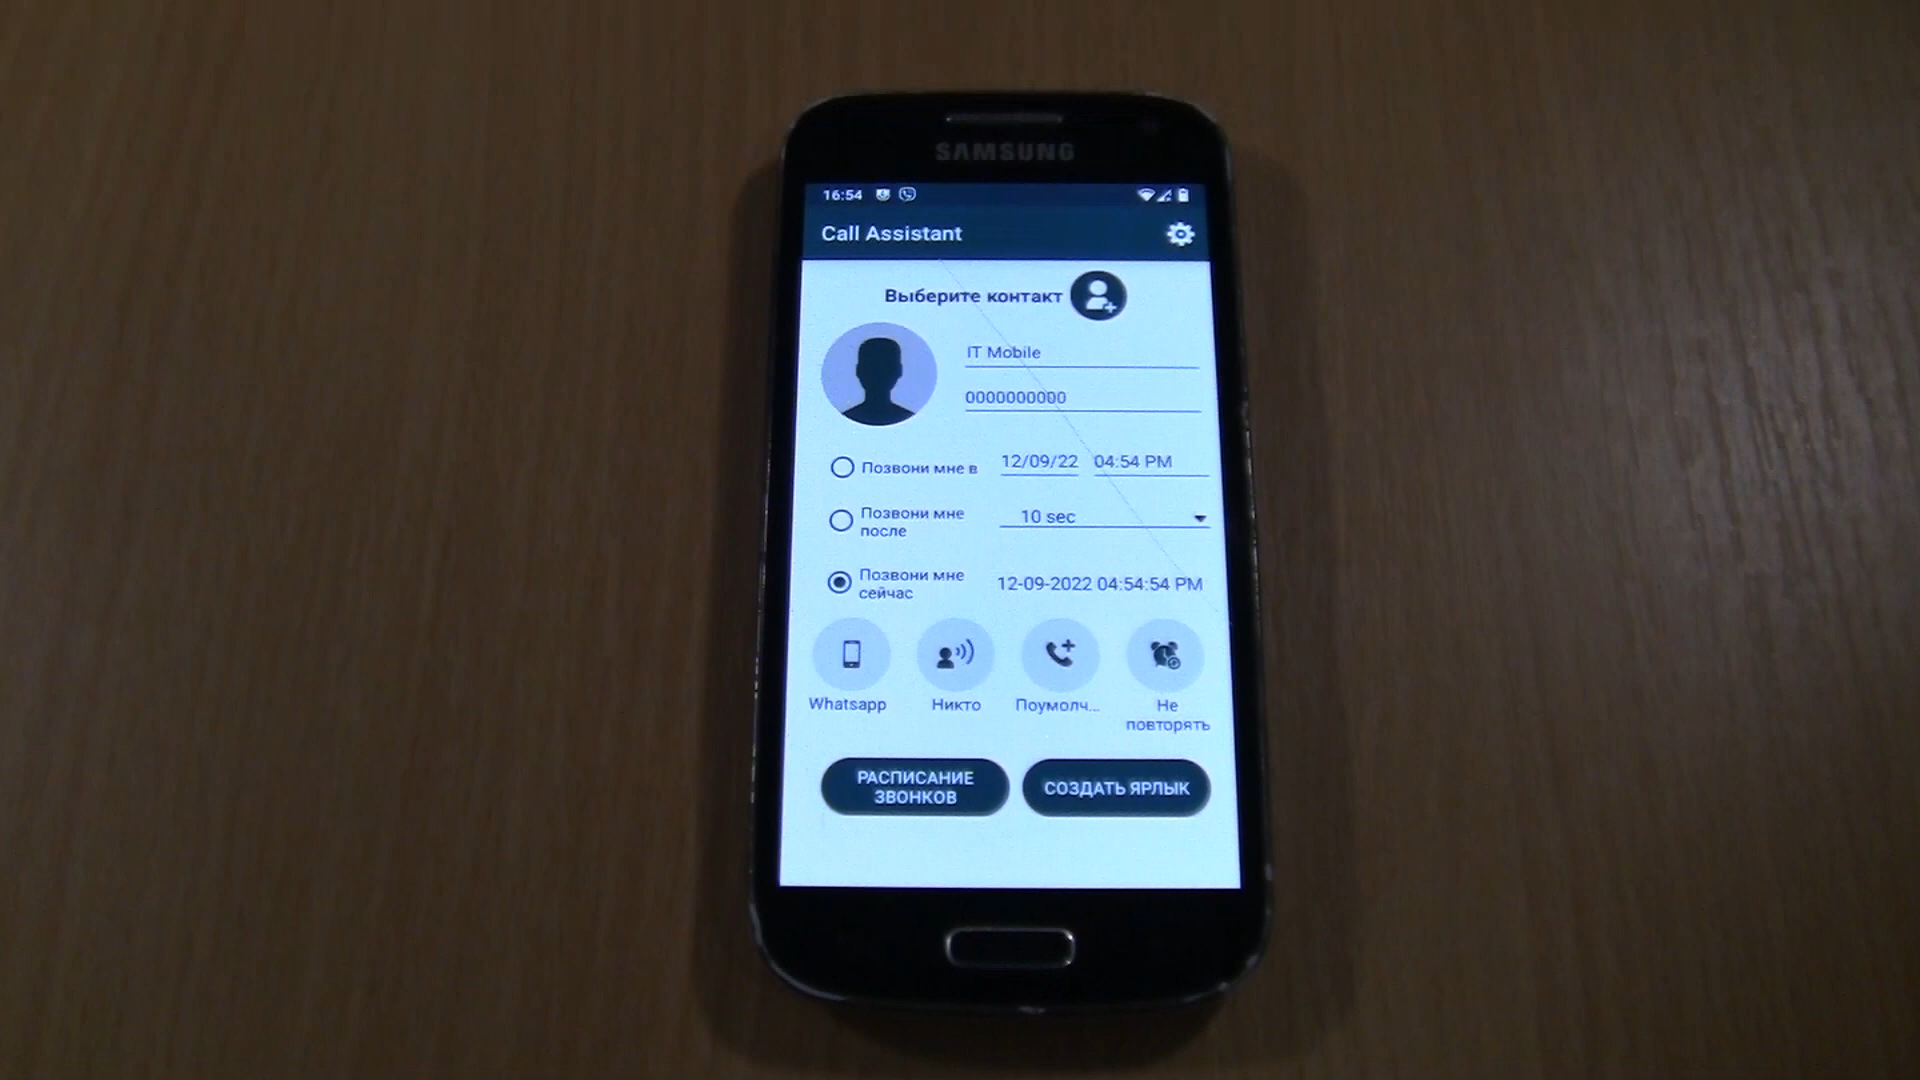 SAMSUNG
16:54
Call Assistant
Выберите контакт
IT Mobile
0000000000
Позвони мне в 12/09/22 04:54 PM
Позвони мне
после
10 sec
Позвони мне
сейчас
12-09-2022 04:54:54 PM
Whatsapp Никто Поумолч... Не
повторять
РАСПИСАНИЕ
ЗВОНКОВ
СОЗДАТЬ ЯРЛЫК